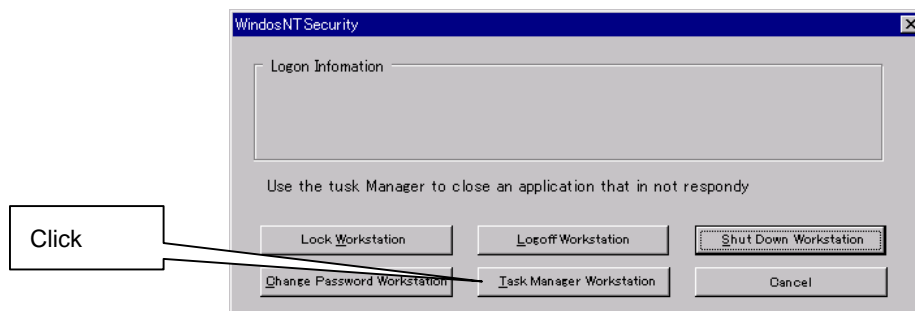 WindosNTSecurity
Logon Infomation
Use the tusk Manager to close an application that in not respondy
Click
Lock Workstation
Logoff Workstation
Shut Down Workstation
Change Password Workstation
Task Manager Workstation
Cancel